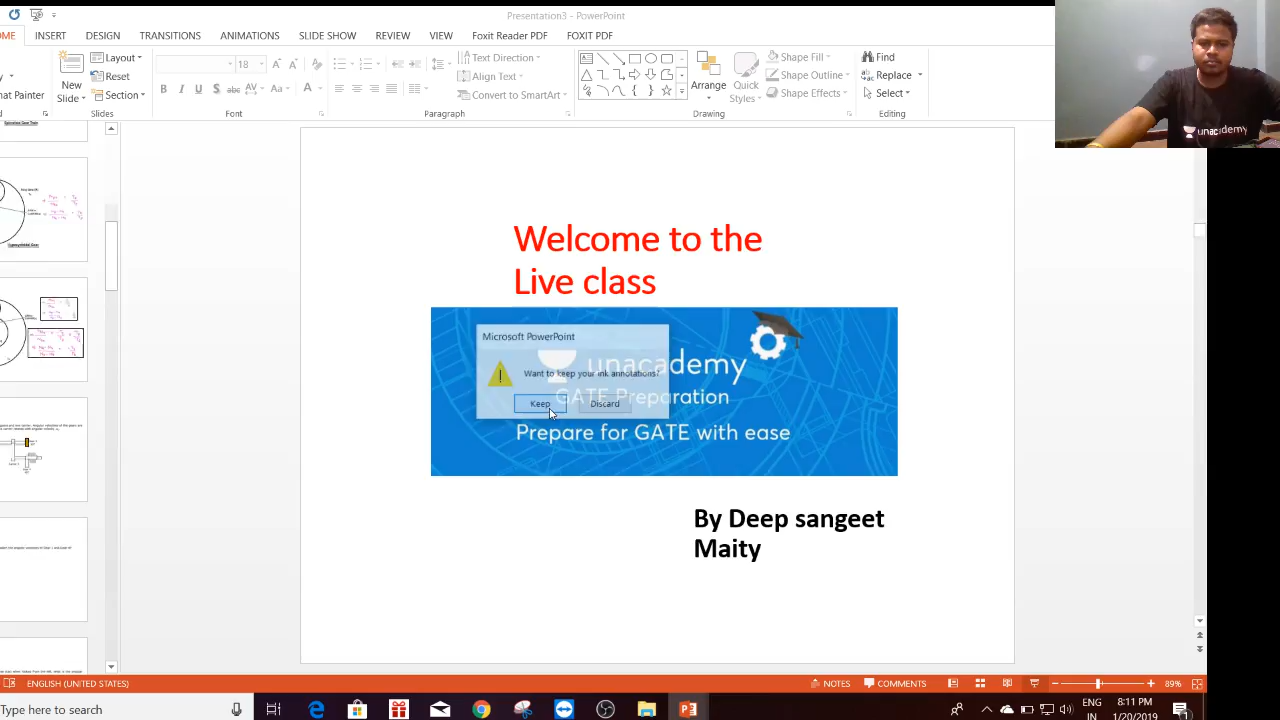 Presentation3 - PowerPoint
INSERT DESIGN TRANSITIONS ANIMATIONS SLIDE SHOW REVIEW VIEW Foxit Reader PDF FOXIT PDF
Layout
Reset
Section
New
Slide
Slides
18
B I U S abc AV Aa A
Font
Text Direction
Align Text
Convert to SmartArt
Paragraph
Arrange
Quick
Styles
Shape Fill
Shape Outline
Shape Effects
Drawing
Find
Replace
Select
Editing
unacademy
Welcome to the
Live class
Microsoft PowerPoint
Want to keep your ink annotations?
Keep Discard
unacademy
GATE Preparation
Prepare for GATE with ease
By Deep sangeet
Maity
ENGLISH (UNITED STATES)
NOTES COMMENTS 89%
Type here to search
ENG
IN
8:11 PM
1/20/2019